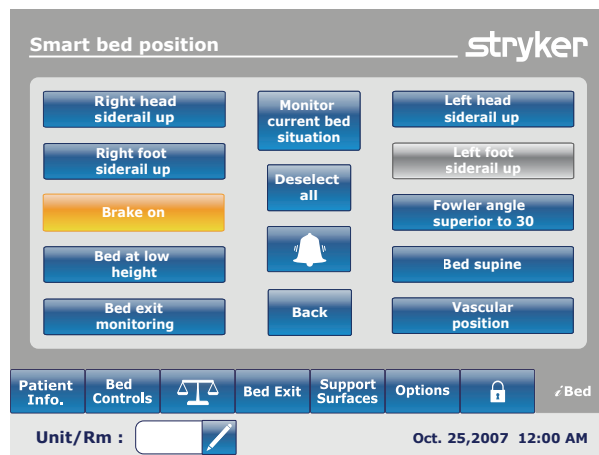 Smart bed position
stryker
Right head
siderail up
Monitor
current bed
situation
Left head
siderail up
Right foot
siderail up
Deselect
all
Left foot
siderail up
Brake on
Fowler angle
superior to 30
Bed at low
height
Bed supine
Bed exit
monitoring
Back
Vascular
position
Patient
Info.
Bed
Controls
Bed Exit
Support
Surfaces
Options
iBed
Unit/Rm :
Oct. 25,2007 12:00 AM